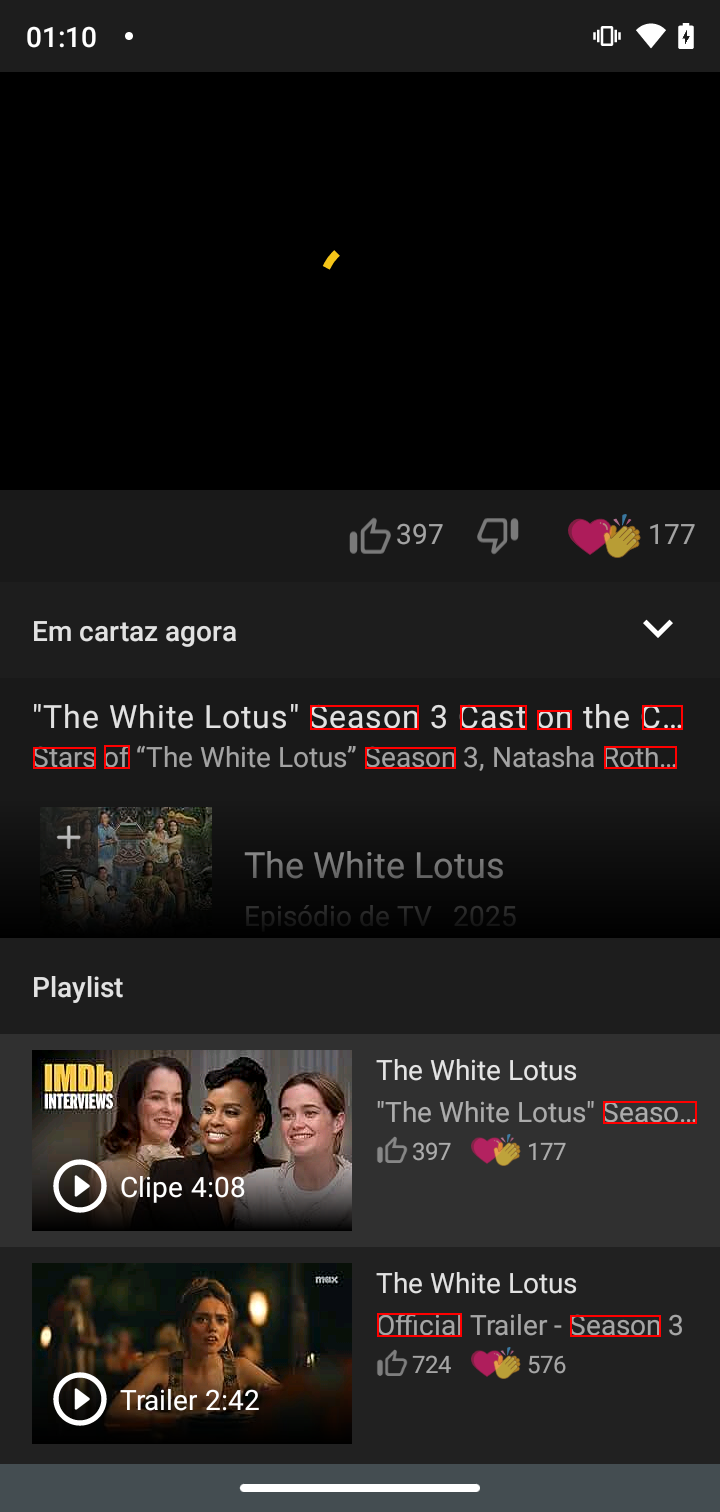 01:10
397
177
Em cartaz agora
"The White Lotus" Season 3 Cast on the C…
Stars of “The White Lotus” Season 3, Natasha Roth…
The White Lotus
Episódio de TV 2025
Playlist
IMDb
INTERVIEWS
Clipe 4:08
The White Lotus
"The White Lotus" Seaso…
397 177
max
Trailer 2:42
The White Lotus
Official Trailer - Season 3
724 576